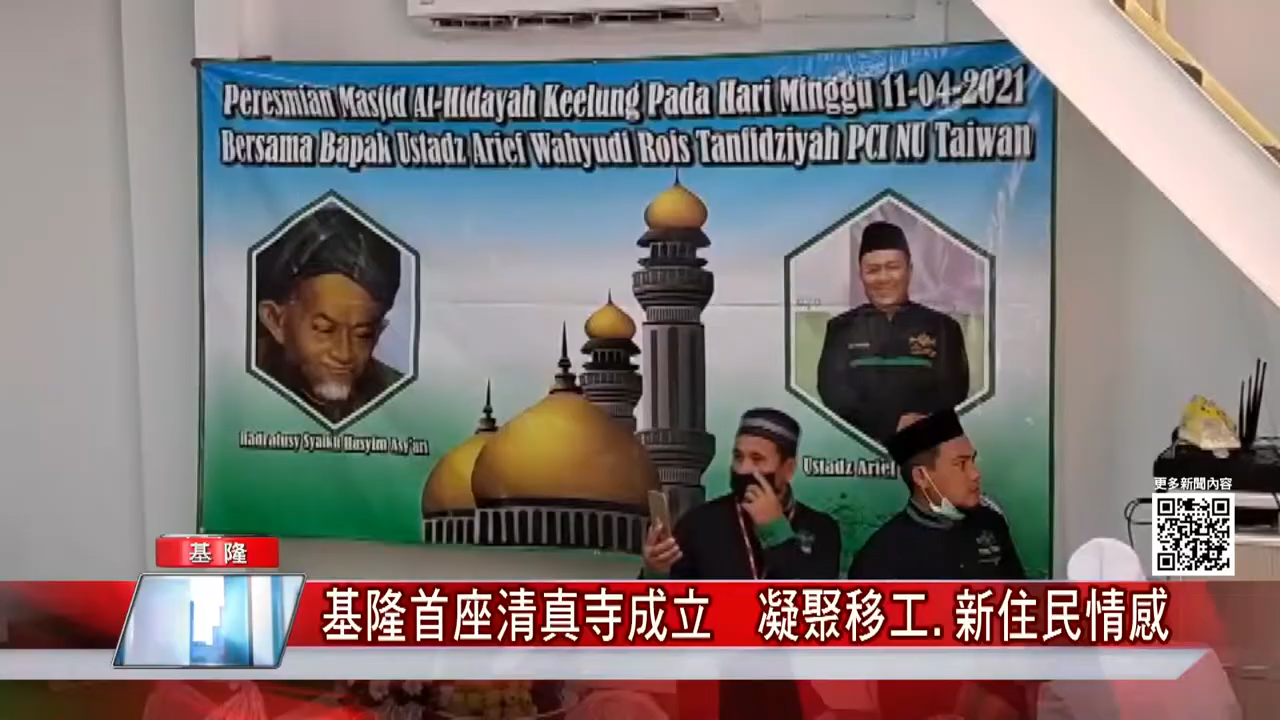 Peresmian Masjid Al-Hidayah Keelung Pada Hari Minggu 11-04-2021
Bersama Bapak Ustadz Arief Wahyudi Rois Tanfidziyah PCI NU Taiwan
Hadratusy Syaikh Hasyim Asy'ari
Ustadz Arief
更多新聞內容
基隆
基隆首座清真寺成立 凝聚移工.新住民情感